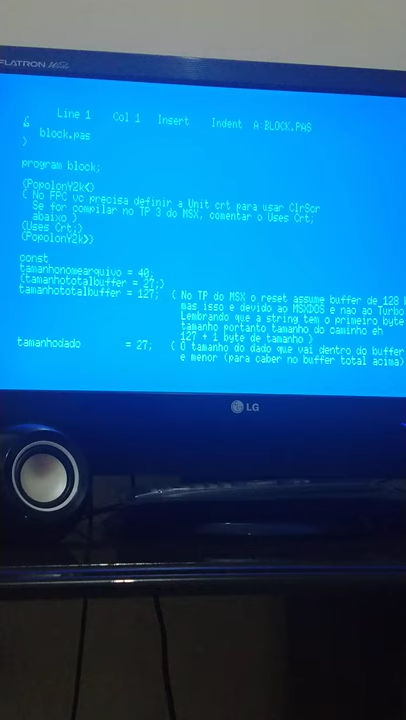 FLATRON
Line 1 Col 1 Insert Indent A:BLOCK.PAS
{
block.pas
}
program block;
{PopolonY2k<}
{ No FPC vc precisa definir a Unit crt para usar ClrScr
Se for compilar no TP 3 do MSX, comentar o Uses Crt;
abaixo }
{Uses Crt;}
{PopolonY2k>}
const
tamanhonomearquivo = 40;
{tamanhototalbuffer = 27;}
tamanhototalbuffer = 127; { No TP do MSX o reset assume buffer de 128
mas isso e devido ao MSXDOS e nao ao Turbo
Lembrando que a string tem o primeiro byte
tamanho portanto tamanho do caminho eh
127 + 1 byte de tamanho }
tamanhodado = 27; { O tamanho do dado que vai dentro do buffer
e menor (para caber no buffer total acima)
LG